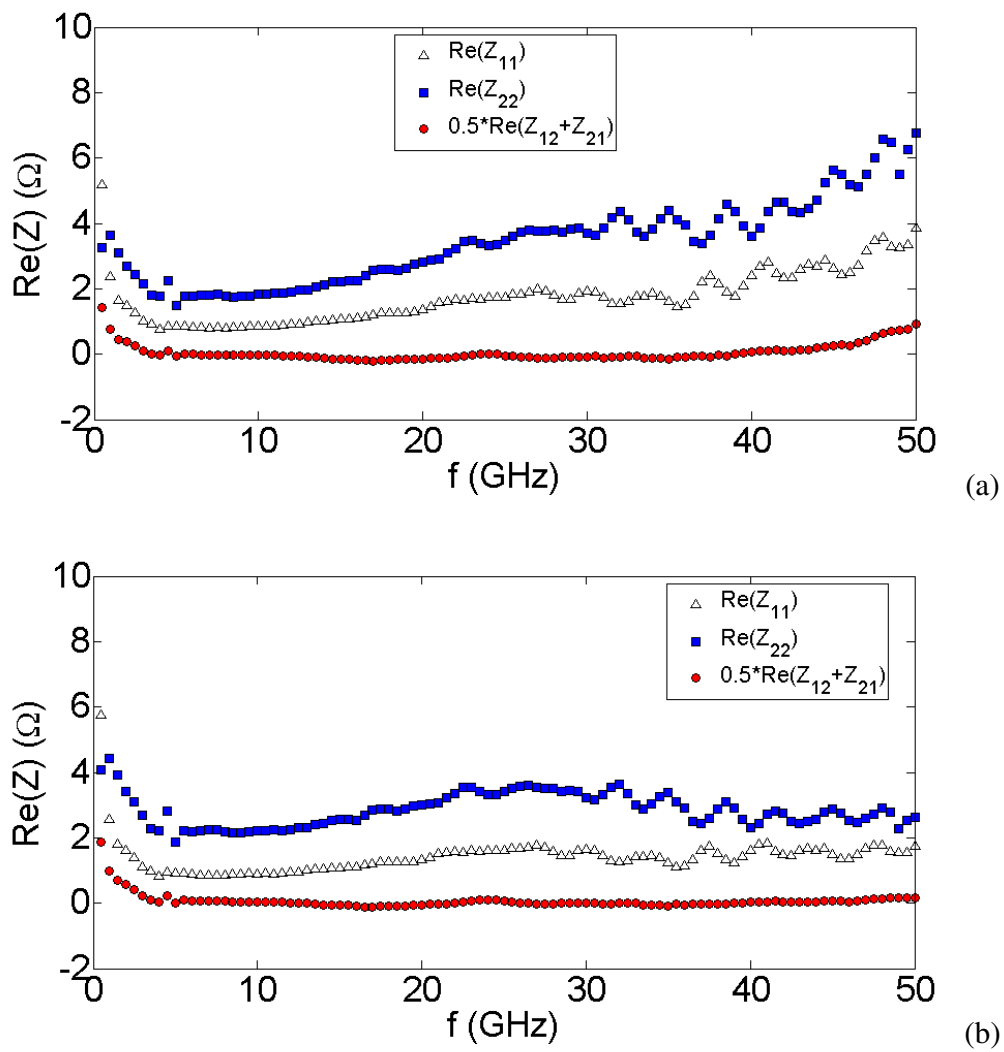 10
8
6
4
2
0
-2
Re(Z) (Ω)
Re(Z₁₁)
Re(Z₂₂)
0.5*Re(Z₁₂+Z₂₁)
0 10 20 30 40 50
f (GHz)
(a)
10
8
6
4
2
0
-2
Re(Z) (Ω)
Re(Z₁₁)
Re(Z₂₂)
0.5*Re(Z₁₂+Z₂₁)
0 10 20 30 40 50
f (GHz)
(b)